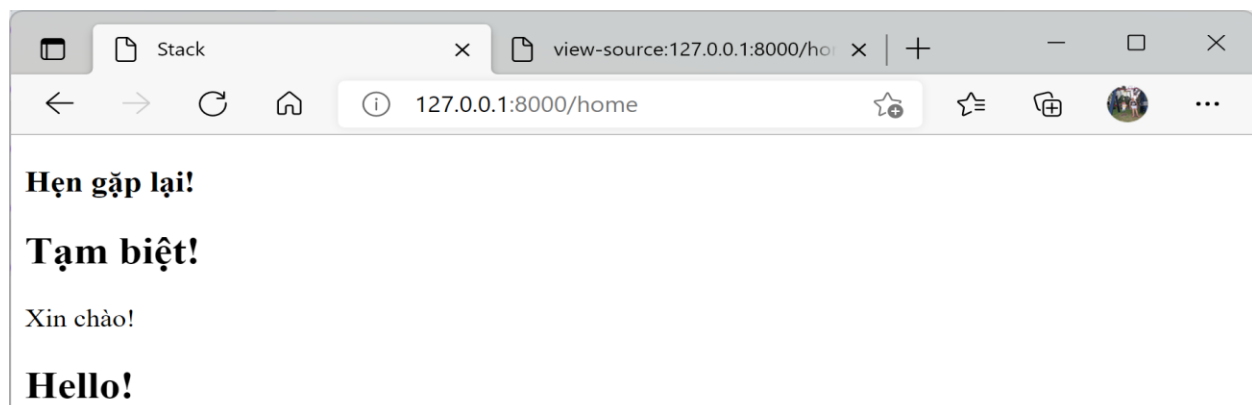 Stack
view-source:127.0.0.1:8000/ho
127.0.0.1:8000/home
Hẹn gặp lại!
Tạm biệt!
Xin chào!
Hello!